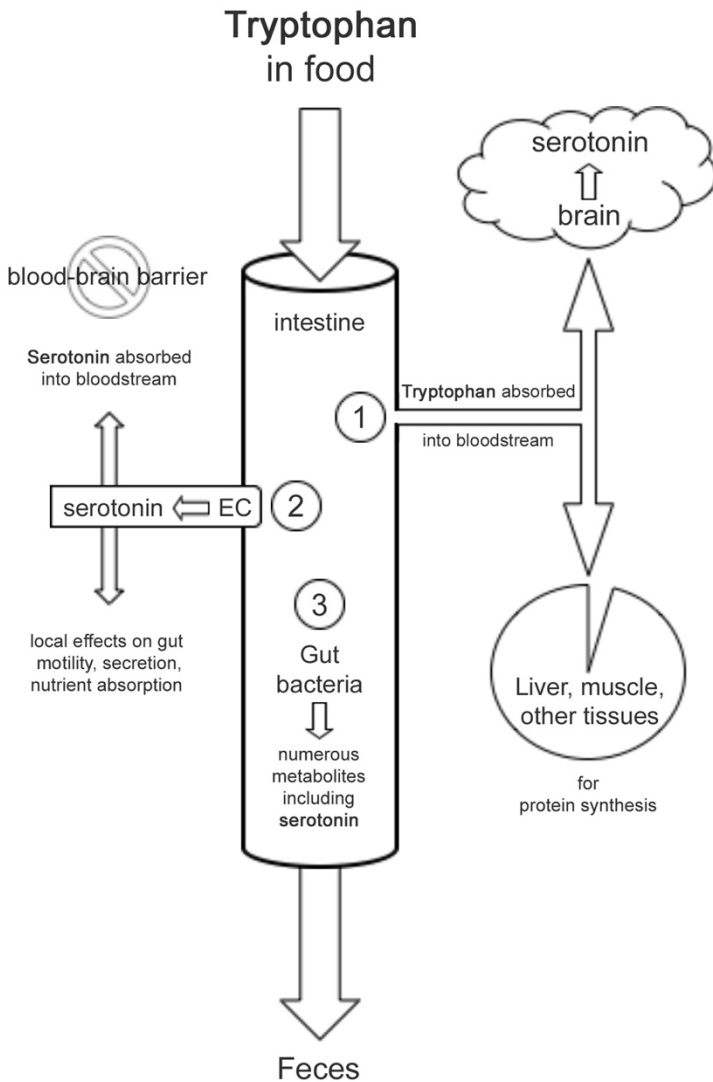 Tryptophan
in food
serotonin
brain
blood-brain barrier
intestine
Serotonin absorbed
into bloodstream
1
Tryptophan absorbed
into bloodstream
serotonin
EC
2
3
Gut
bacteria
local effects on gut
motility, secretion,
nutrient absorption
Liver, muscle,
other tissues
numerous
metabolites
including
serotonin
for
protein synthesis
Feces